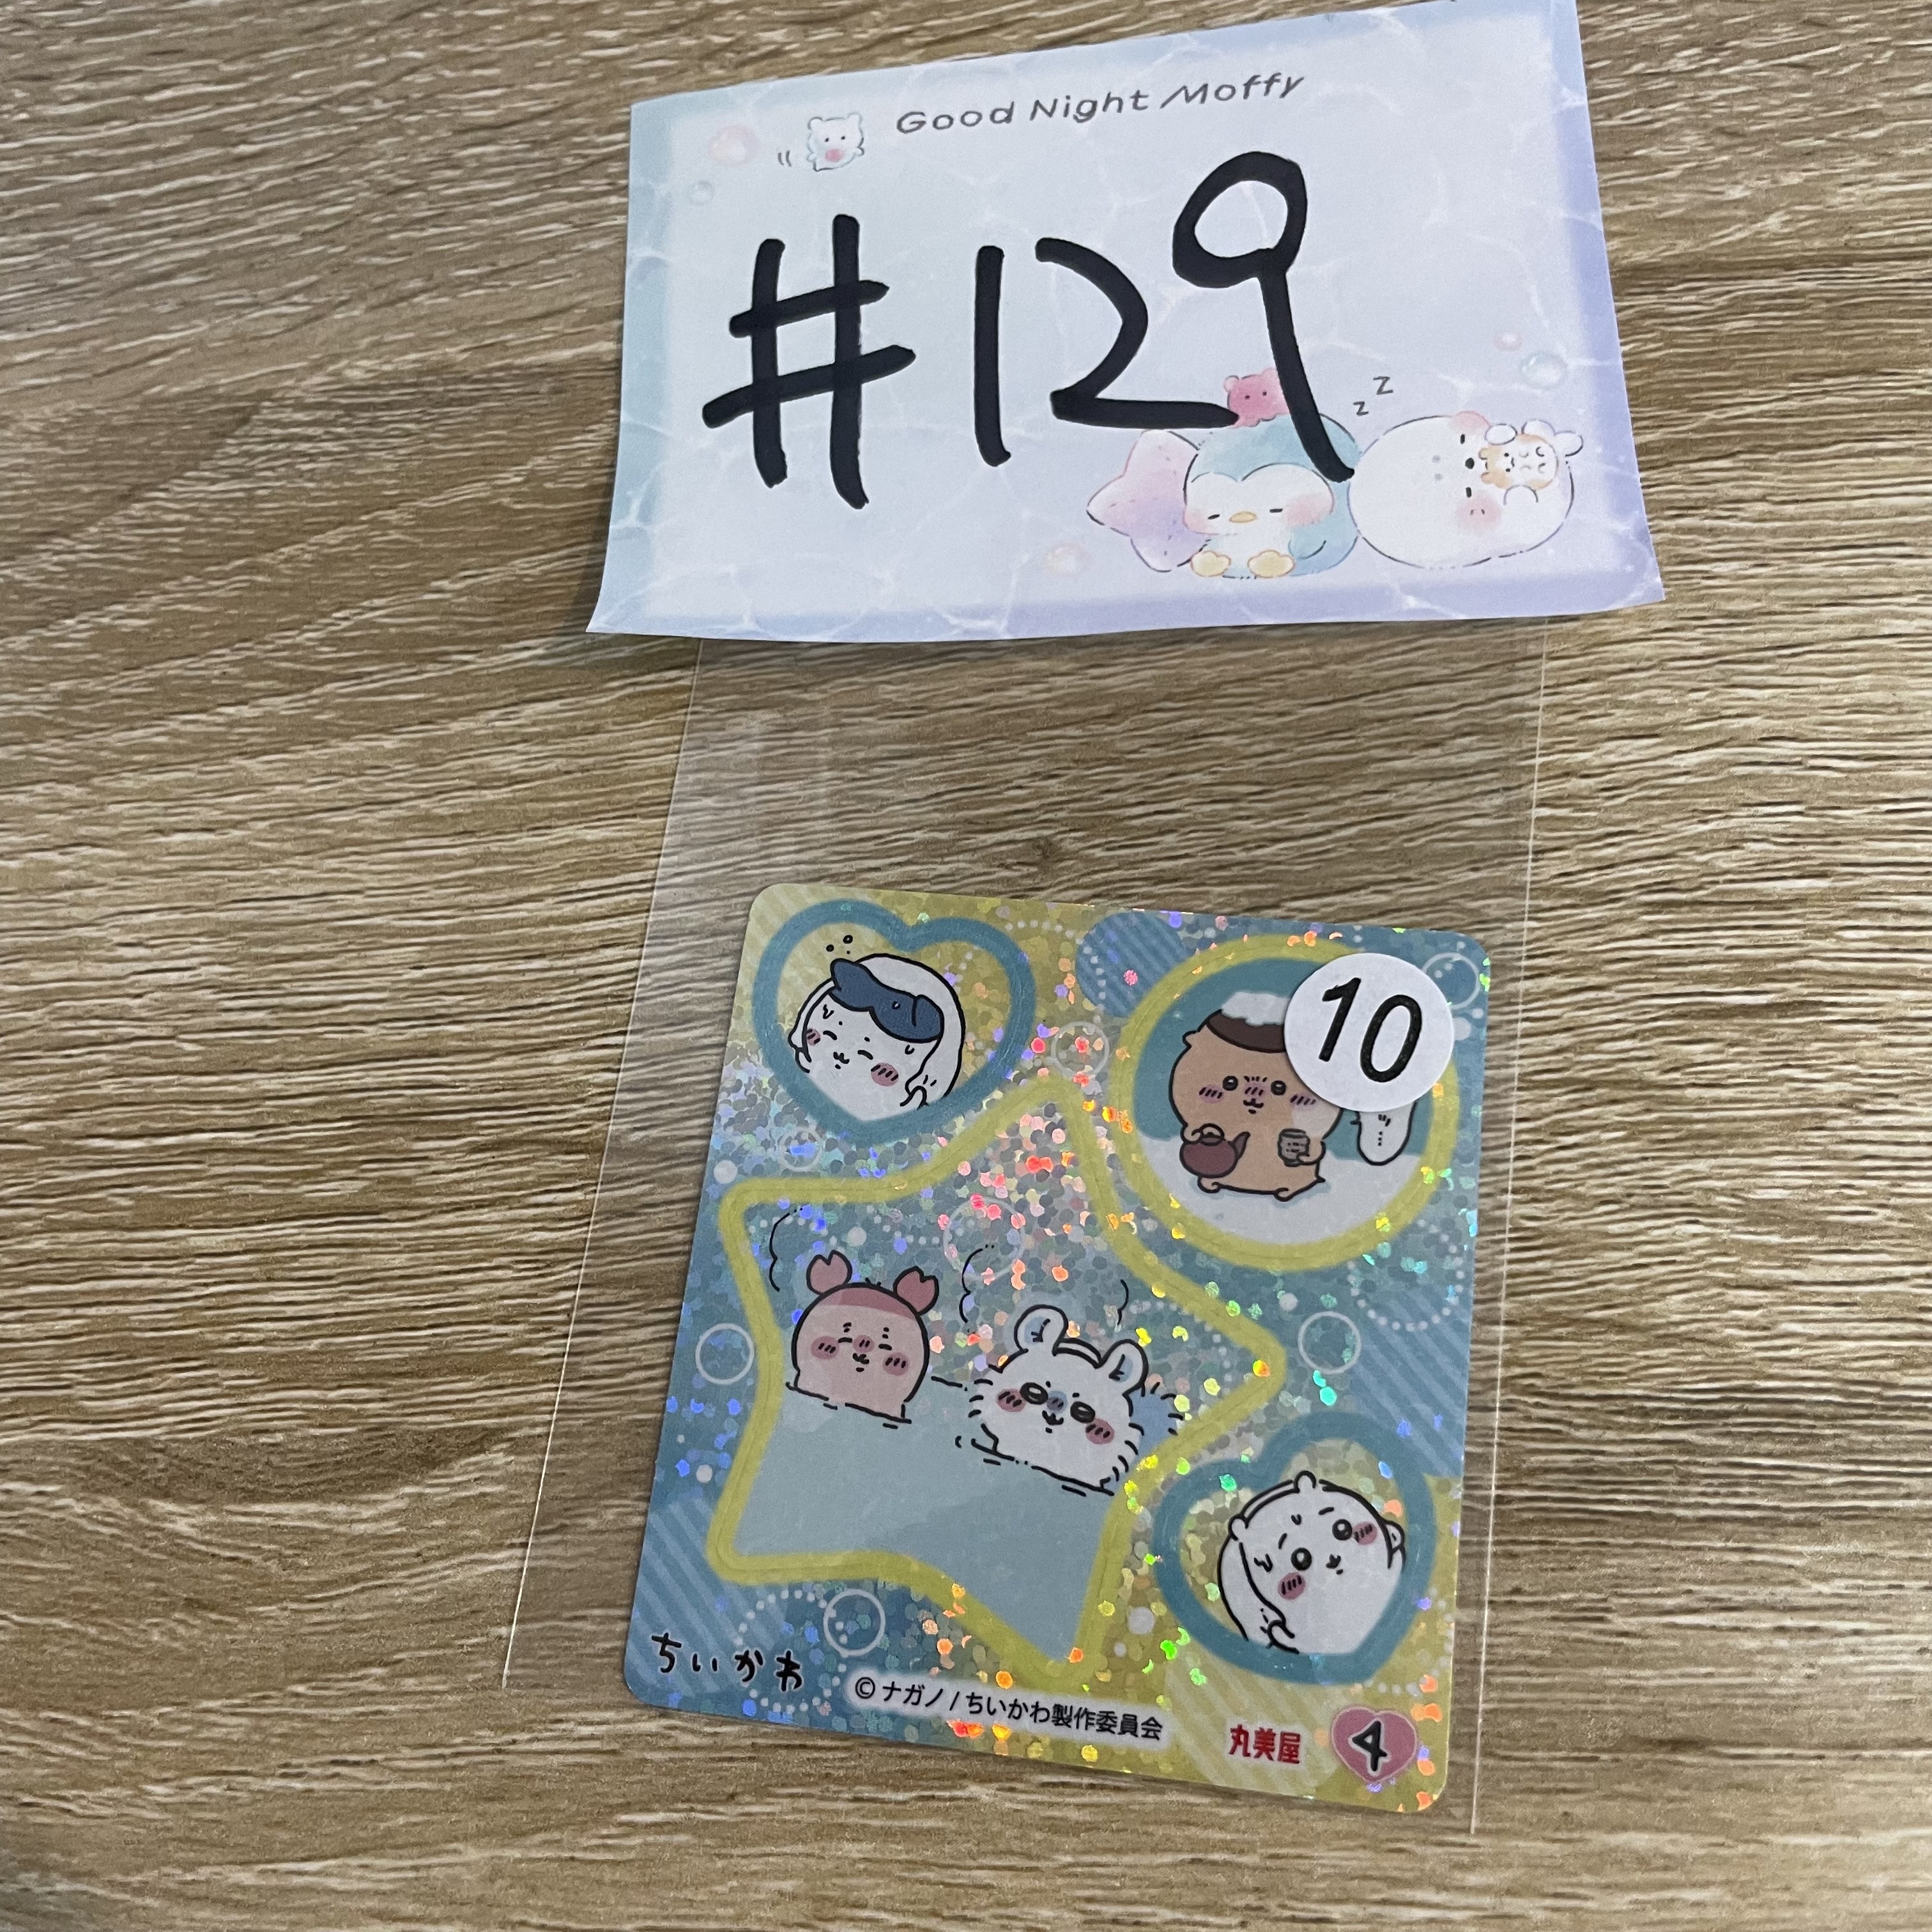 Good Night Moffy
#129
z z
10
ちいかわ
© ナガノ / ちいかわ製作委員会
丸美屋
4